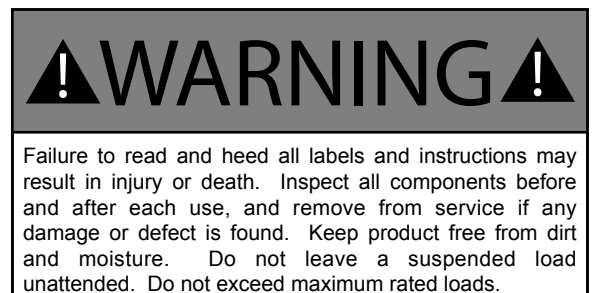 WARNING
Failure to read and heed all labels and instructions may
result in injury or death. Inspect all components before
and after each use, and remove from service if any
damage or defect is found. Keep product free from dirt
and moisture. Do not leave a suspended load
unattended. Do not exceed maximum rated loads.